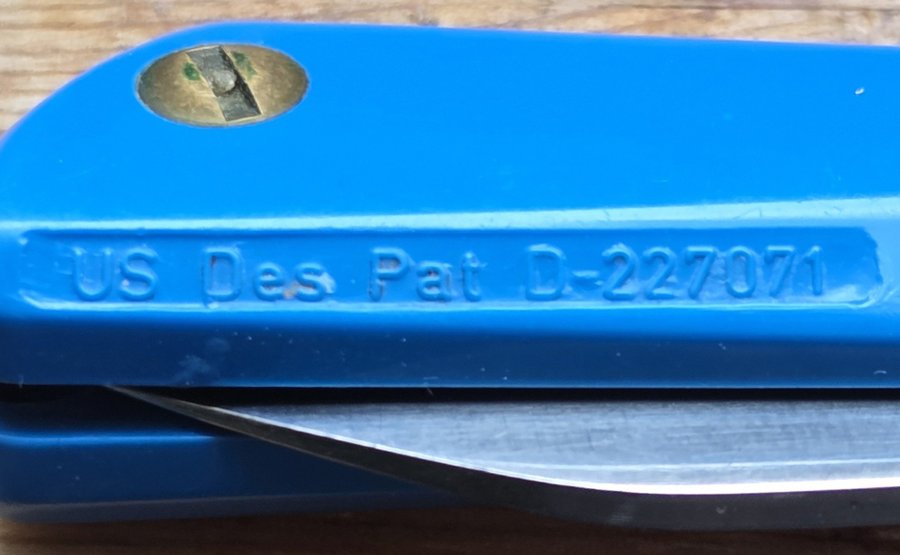 US Des Pat D-227071